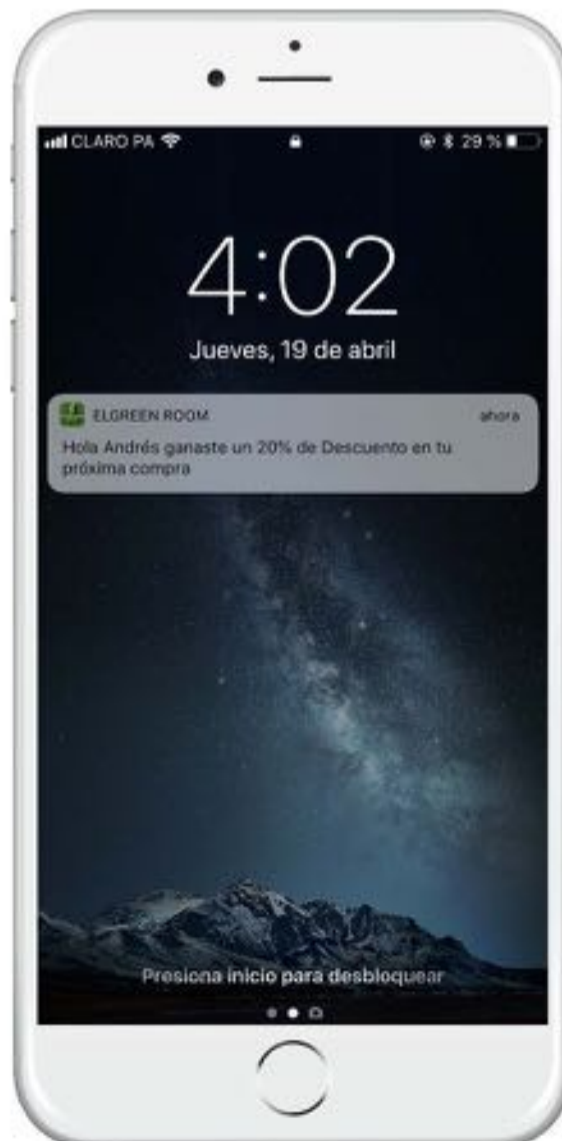 CLARO PA
29 %
4:02
Jueves, 19 de abril
ELGREEN ROOM
ahora
Hola Andrés ganaste un 20% de Descuento en tu
próxima compra
Presiona inicio para desbloquear